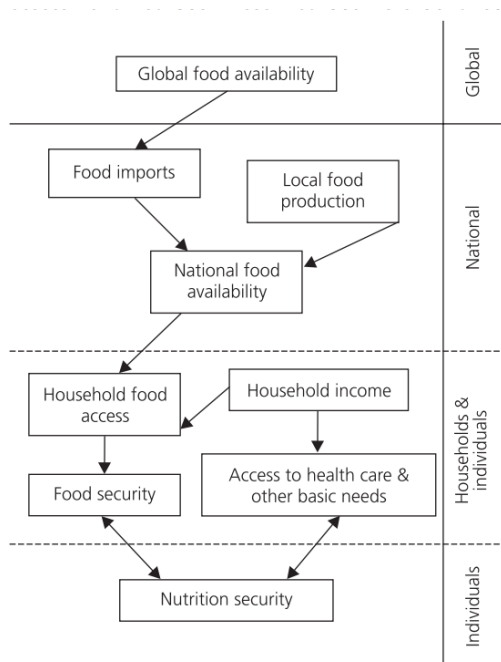 Global food availability
Global
Food imports
Local food
production
National food
availability
National
Household food
access
Household income
Food security
Access to health care &
other basic needs
Households &
individuals
Nutrition security
Individuals